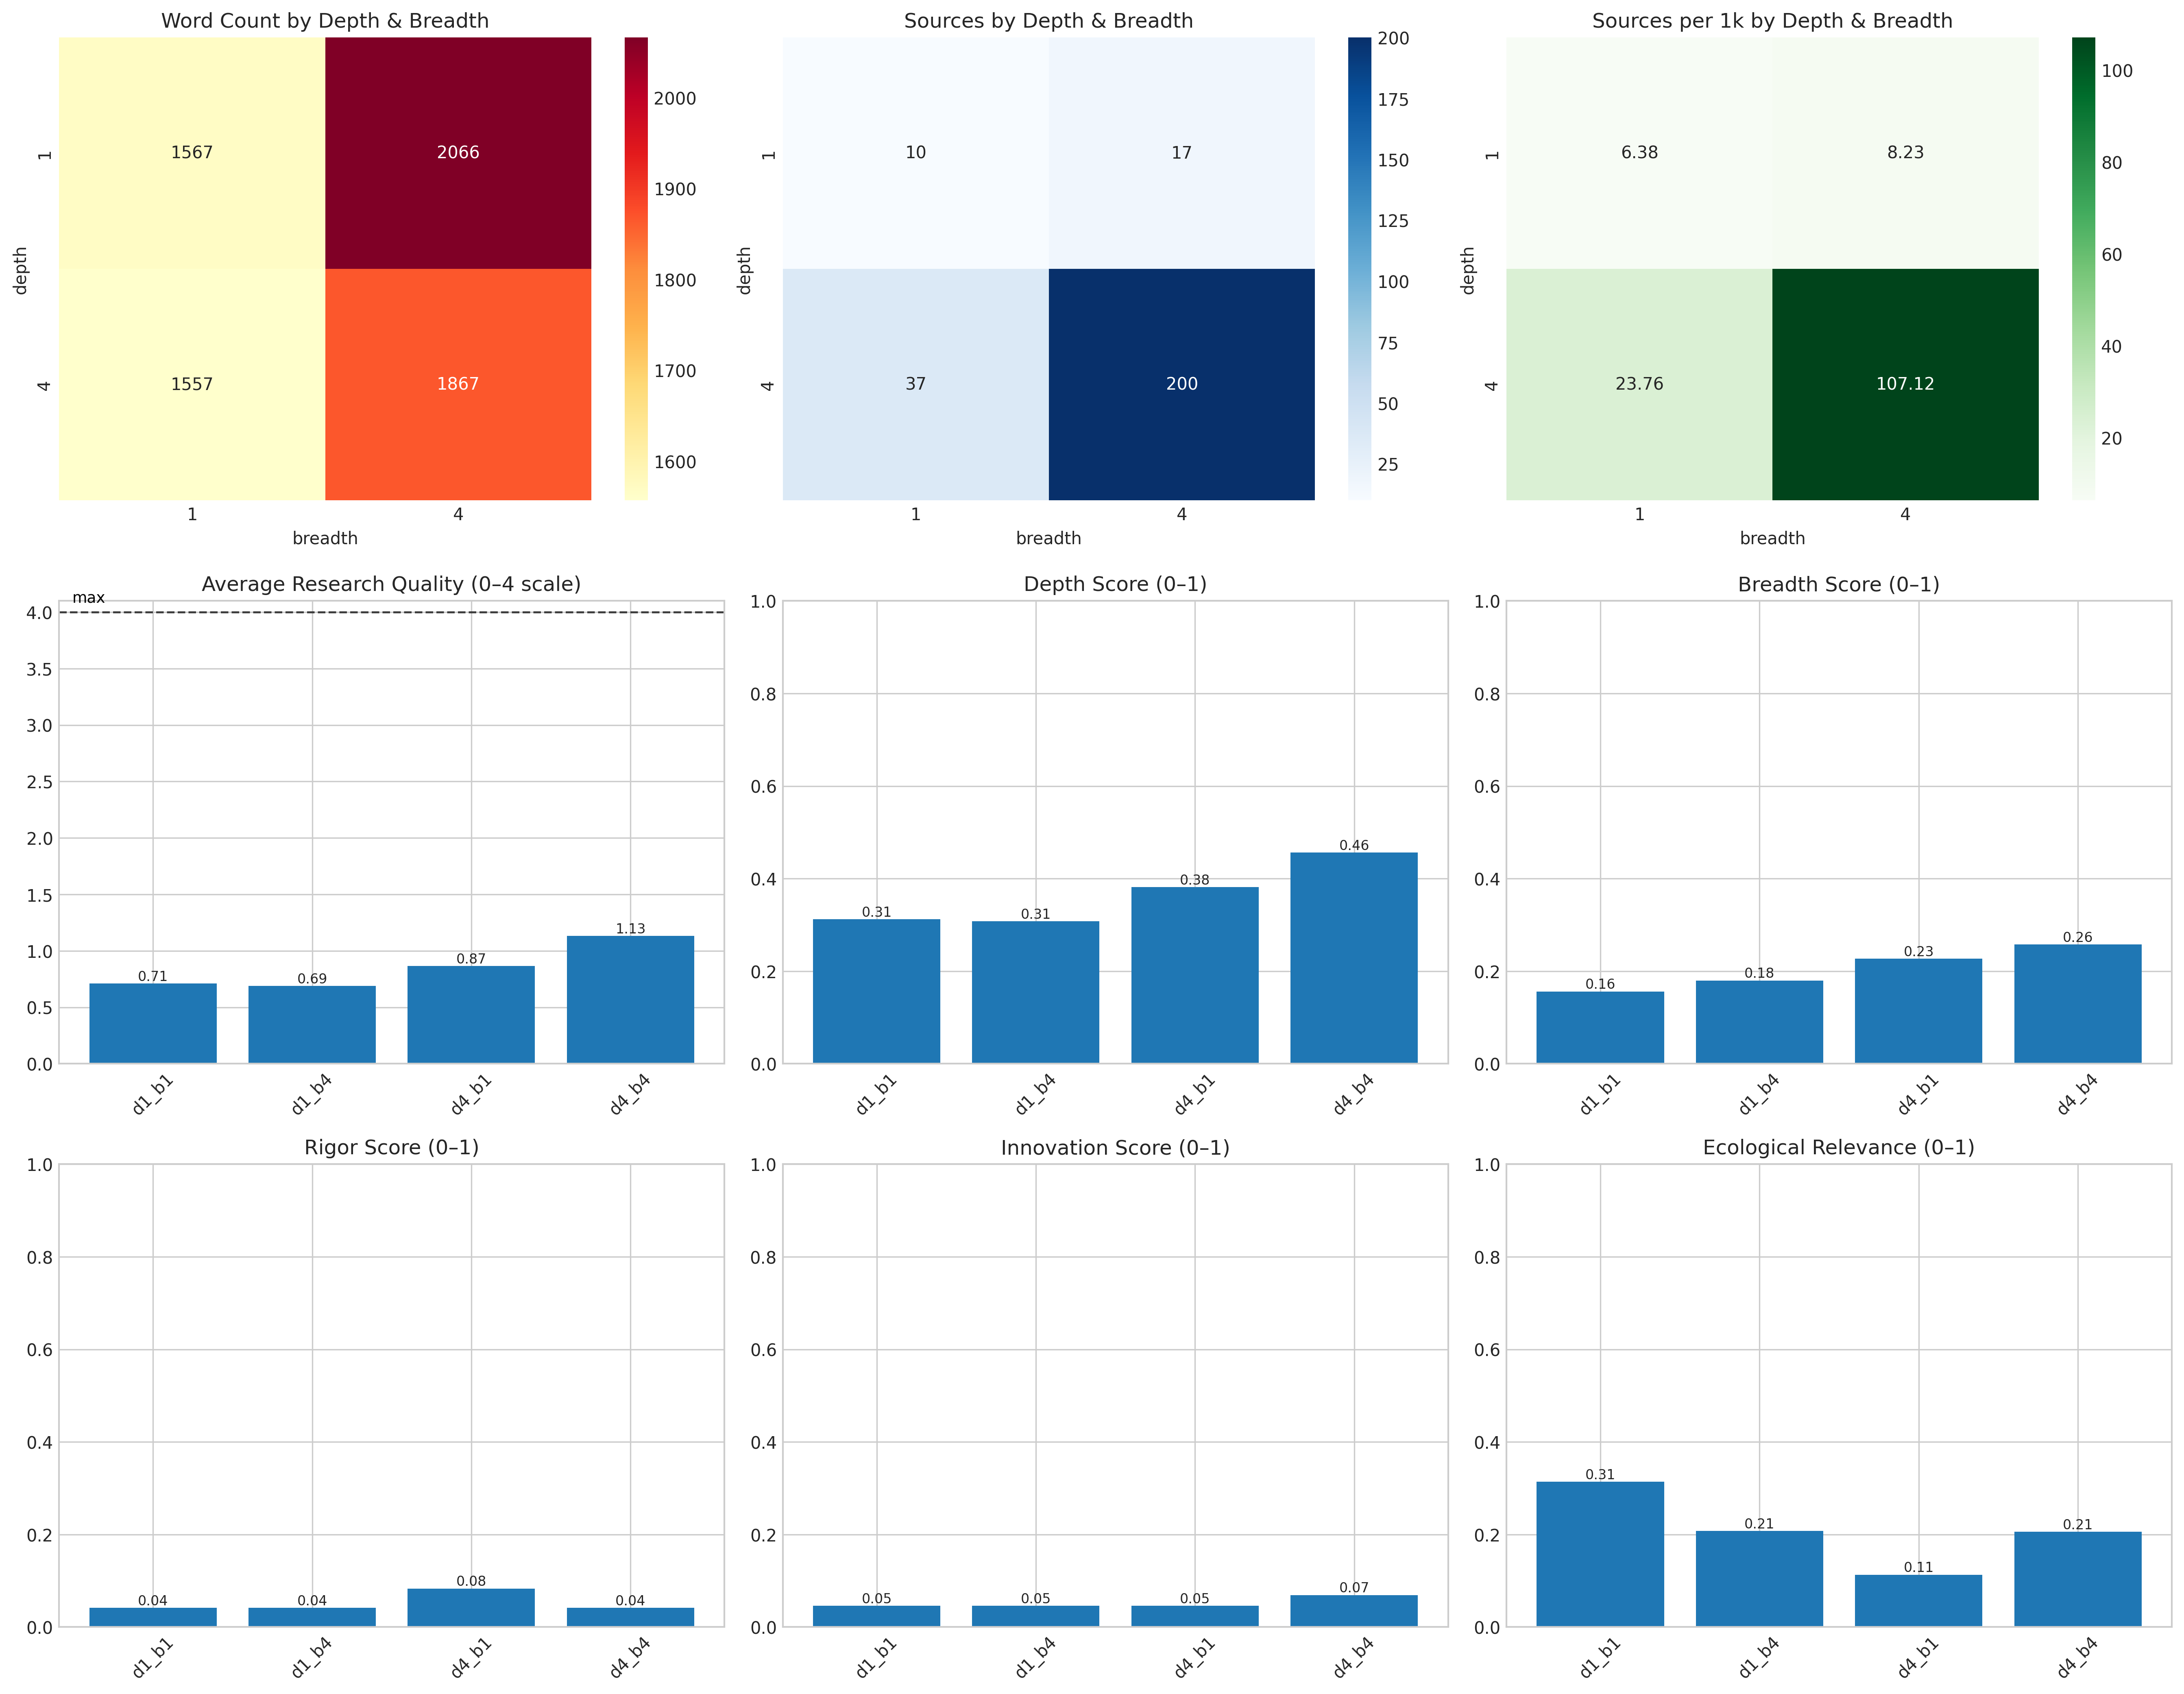 Word Count by Depth & Breadth
1567
2066
1557
1867
1
4
depth
1
4
breadth
2000
1900
1800
1700
1600
Sources by Depth & Breadth
10
17
37
200
1
4
depth
1
4
breadth
200
175
150
125
100
75
50
25
Sources per 1k by Depth & Breadth
6.38
8.23
23.76
107.12
1
4
depth
1
4
breadth
100
80
60
40
20
Average Research Quality (0–4 scale)
max
4.0
3.5
3.0
2.5
2.0
1.5
1.0
0.5
0.0
0.71
0.69
0.87
1.13
d1_b1
d1_b4
d4_b1
d4_b4
Depth Score (0–1)
1.0
0.8
0.6
0.4
0.2
0.0
0.31
0.31
0.38
0.46
d1_b1
d1_b4
d4_b1
d4_b4
Breadth Score (0–1)
1.0
0.8
0.6
0.4
0.2
0.0
0.16
0.18
0.23
0.26
d1_b1
d1_b4
d4_b1
d4_b4
Rigor Score (0–1)
1.0
0.8
0.6
0.4
0.2
0.0
0.04
0.04
0.08
0.04
d1_b1
d1_b4
d4_b1
d4_b4
Innovation Score (0–1)
1.0
0.8
0.6
0.4
0.2
0.0
0.05
0.05
0.05
0.07
d1_b1
d1_b4
d4_b1
d4_b4
Ecological Relevance (0–1)
1.0
0.8
0.6
0.4
0.2
0.0
0.31
0.21
0.11
0.21
d1_b1
d1_b4
d4_b1
d4_b4